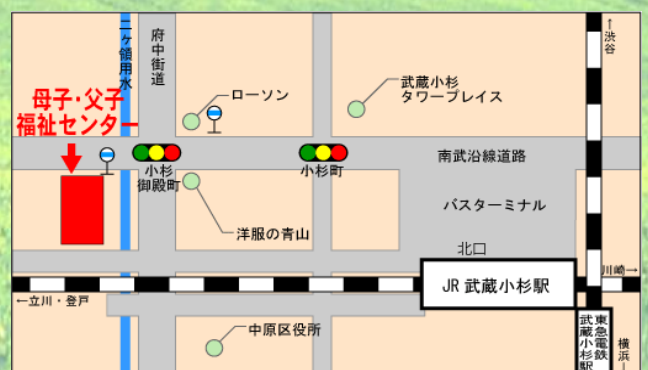 二ヶ領用水
府中街道
←渋谷
母子・父子
福祉センター
ローソン
武蔵小杉
タワープレイス
小杉
御殿町
小杉町
南武沿線道路
バスターミナル
洋服の青山
北口
川崎→
JR 武蔵小杉駅
←立川・登戸
中原区役所
東急電鉄
武蔵小杉駅
横浜